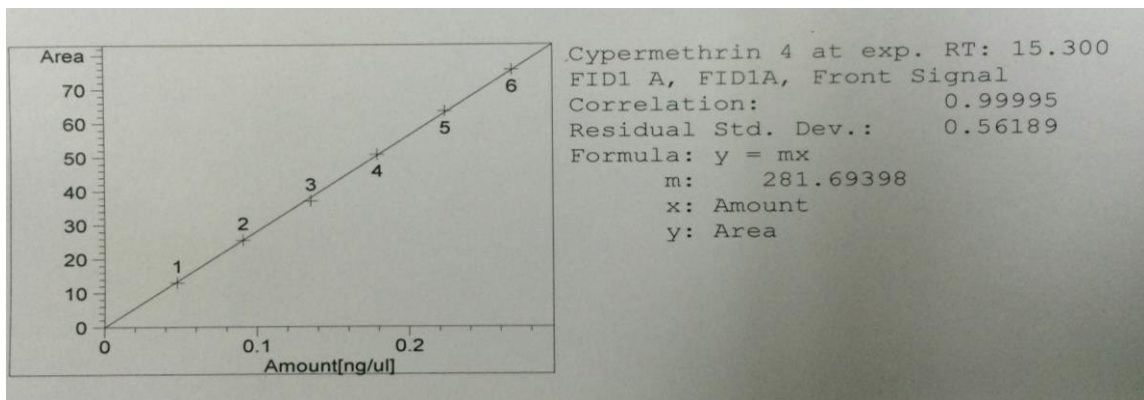 Area
70
60
50
40
30
20
10
0
1
2
3
4
5
6
0
0.1
0.2
Amount[ng/ul]
Cypermethrin 4 at exp. RT: 15.300
FID1 A, FID1A, Front Signal
Correlation: 0.99995
Residual Std. Dev.: 0.56189
Formula: y = mx
m: 281.69398
x: Amount
y: Area